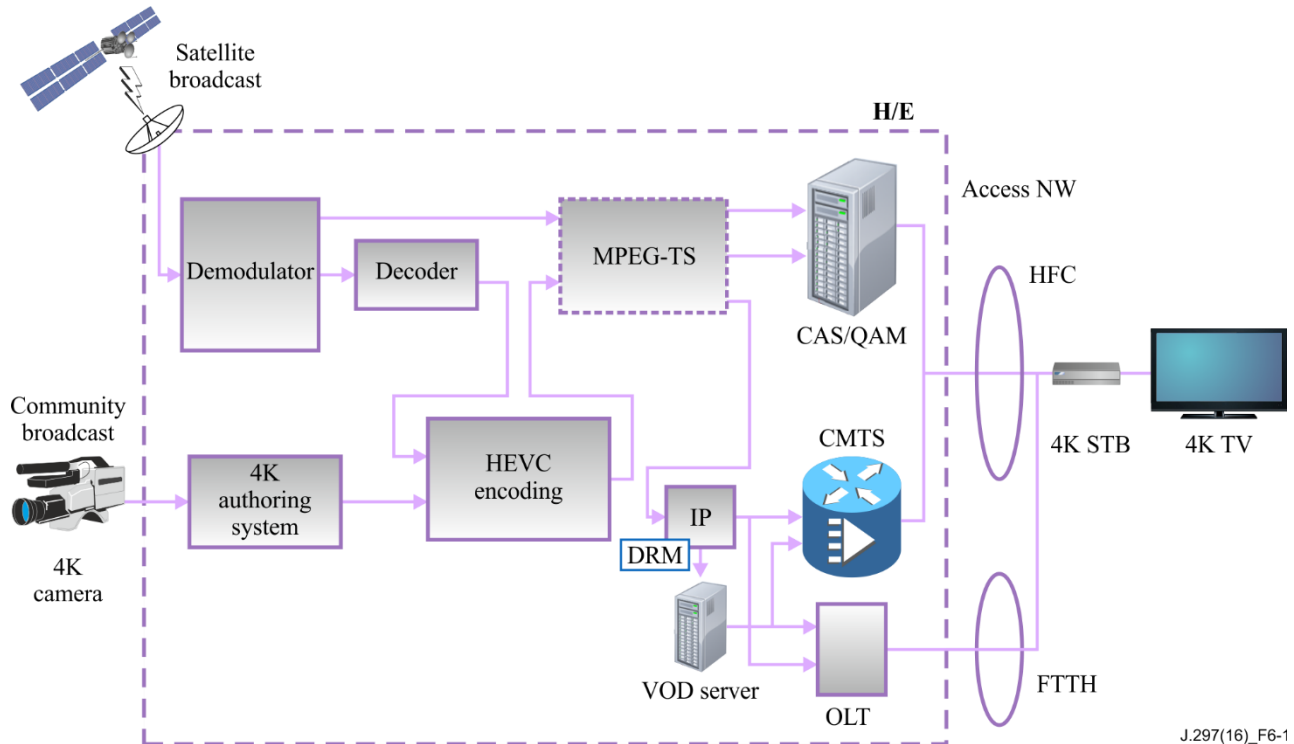 Satellite
broadcast
H/E
Access NW
Demodulator
Decoder
MPEG-TS
HFC
CAS/QAM
Community
broadcast
4K
authoring
system
HEVC
encoding
CMTS
4K STB
4K TV
IP
DRM
4K
camera
VOD server
OLT
FTTH
J.297(16)_F6-1